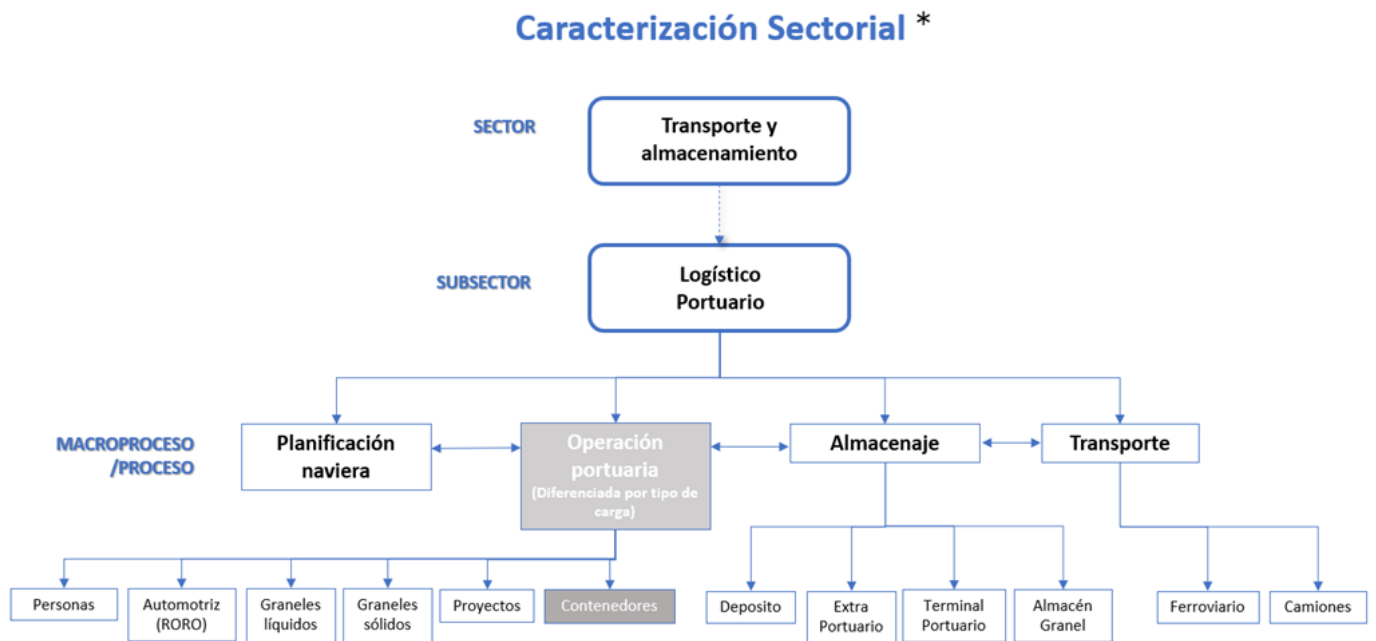 Caracterización Sectorial *
SECTOR
Transporte y
almacenamiento
SUBSECTOR
Logístico
Portuario
MACROPROCESO
/PROCESO
Planificación
naviera
Operación
portuaria
(Diferenciada por tipo de
carga)
Almacenaje
Transporte
Personas
Automotriz
(RORO)
Graneles
líquidos
Graneles
sólidos
Proyectos
Contenedores
Deposito
Extra
Portuario
Terminal
Portuario
Almacén
Granel
Ferroviario
Camiones